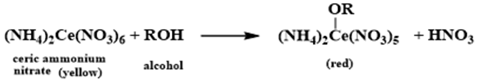 OR
(NH₄)₂Ce(NO₃)₆ + ROH ⟶ (NH₄)₂Ce(NO₃)₅ + HNO₃
ceric ammonium nitrate (yellow)
alcohol
(red)